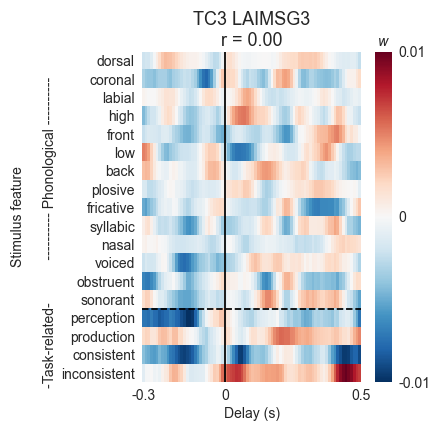 TC3 LAIMSG3
r = 0.00
w
dorsal
coronal
labial
high
front
low
back
plosive
fricative
syllabic
nasal
voiced
obstruent
sonorant
perception
production
consistent
inconsistent
Stimulus feature
-Task-related- ---------- Phonological ----------
0.01
0
-0.01
-0.3 0 0.5
Delay (s)